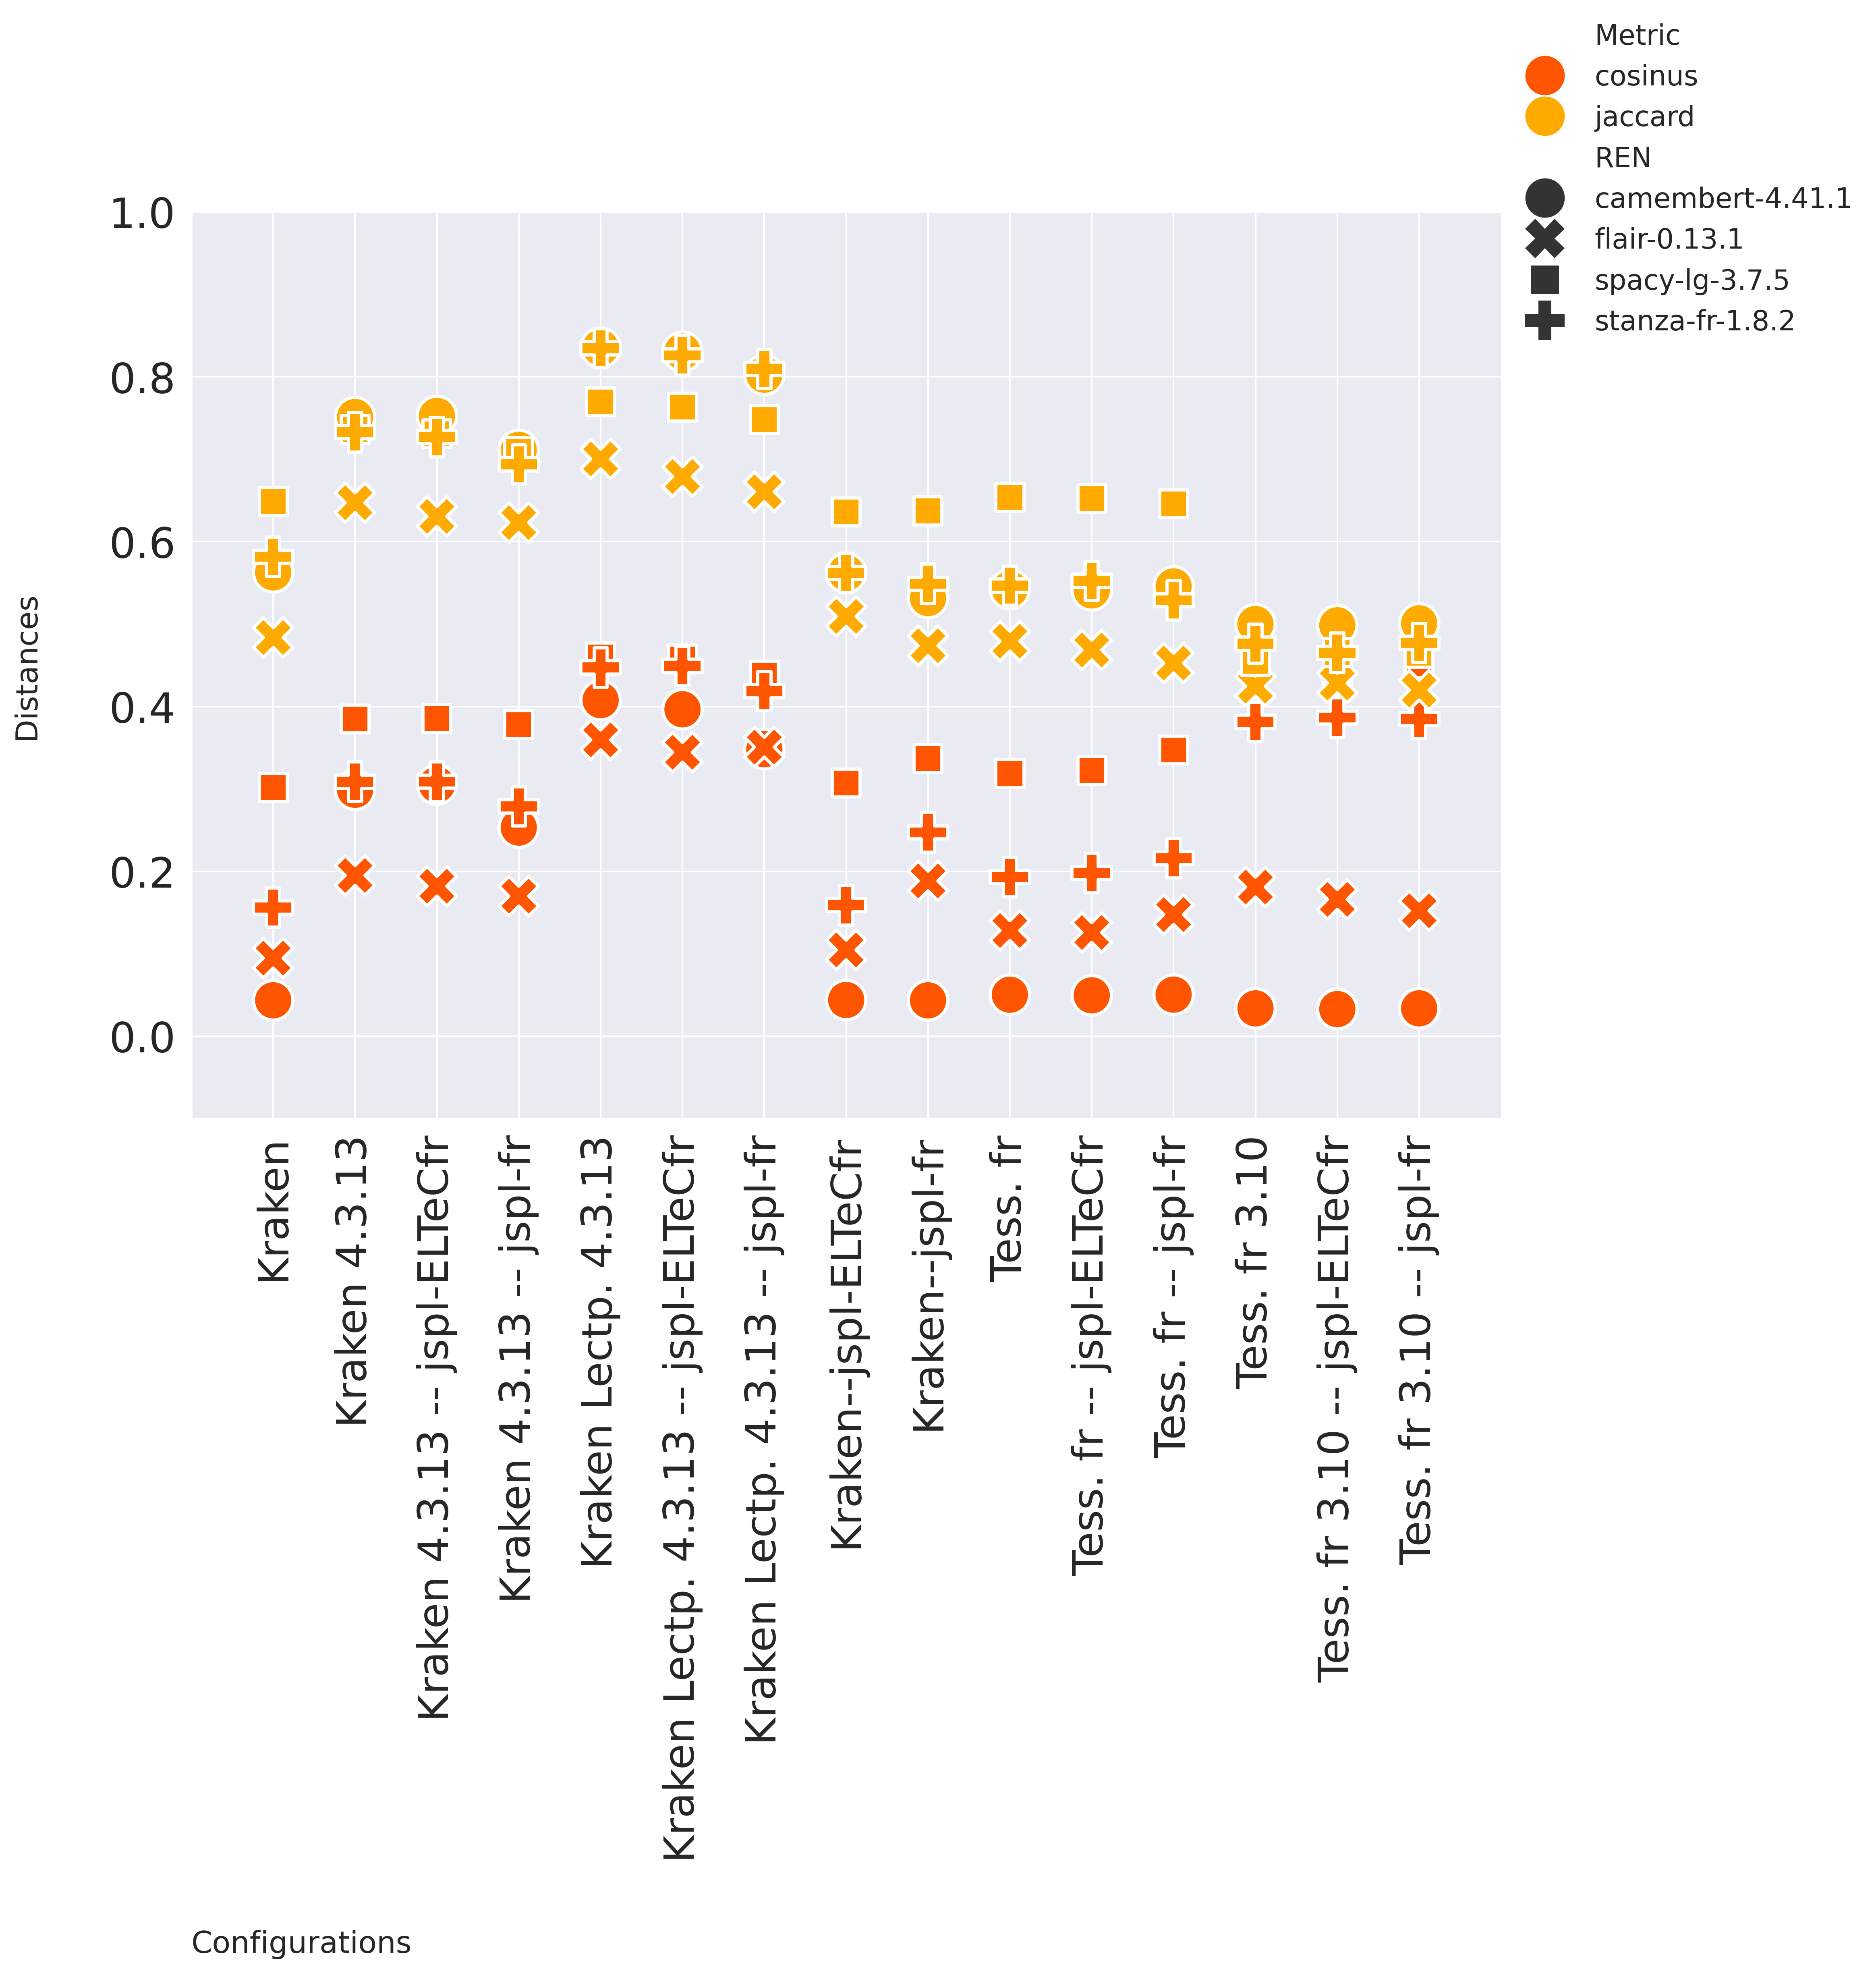 Metric
cosinus
jaccard
REN
camembert-4.41.1
flair-0.13.1
spacy-lg-3.7.5
stanza-fr-1.8.2
1.0
0.8
0.6
0.4
0.2
0.0
Distances
Kraken
Kraken 4.3.13
Kraken 4.3.13 -- jspl-ELTeCfr
Kraken 4.3.13 -- jspl-fr
Kraken Lectp. 4.3.13
Kraken Lectp. 4.3.13 -- jspl-ELTeCfr
Kraken Lectp. 4.3.13 -- jspl-fr
Kraken--jspl-ELTeCfr
Kraken--jspl-fr
Tess. fr
Tess. fr -- jspl-ELTeCfr
Tess. fr -- jspl-fr
Tess. fr 3.10
Tess. fr 3.10 -- jspl-ELTeCfr
Tess. fr 3.10 -- jspl-fr
Configurations